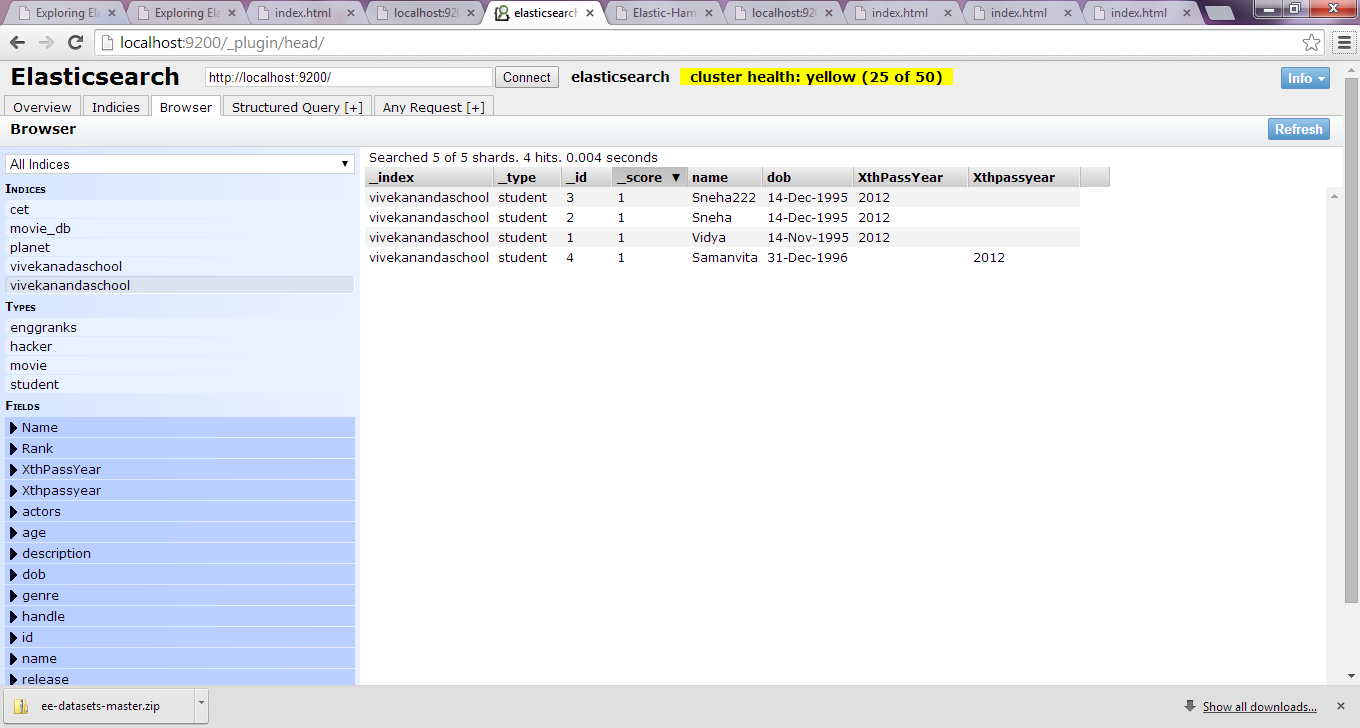 Exploring El
Exploring Ela
index.html
localhost:920
elasticsearch
Elastic-Ham
localhost:920
index.html
index.html
index.html
localhost:9200/_plugin/head/
Elasticsearch
http://localhost:9200/
Connect
elasticsearch
cluster health: yellow (25 of 50)
Info
Overview
Indicies
Browser
Structured Query [+]
Any Request [+]
Browser
Refresh
All Indices
Indices
cet
movie_db
planet
vivekanadaschool
vivekanandaschool
Types
enggranks
hacker
movie
student
Fields
Name
Rank
XthPassYear
Xthpassyear
actors
age
description
dob
genre
handle
id
name
release
Searched 5 of 5 shards. 4 hits. 0.004 seconds
_index _type _id _score ▼ name dob XthPassYear Xthpassyear
vivekanandaschool student 3 1 Sneha222 14-Dec-1995 2012
vivekanandaschool student 2 1 Sneha 14-Dec-1995 2012
vivekanandaschool student 1 1 Vidya 14-Nov-1995 2012
vivekanandaschool student 4 1 Samanvita 31-Dec-1996 2012
ee-datasets-master.zip
Show all downloads...